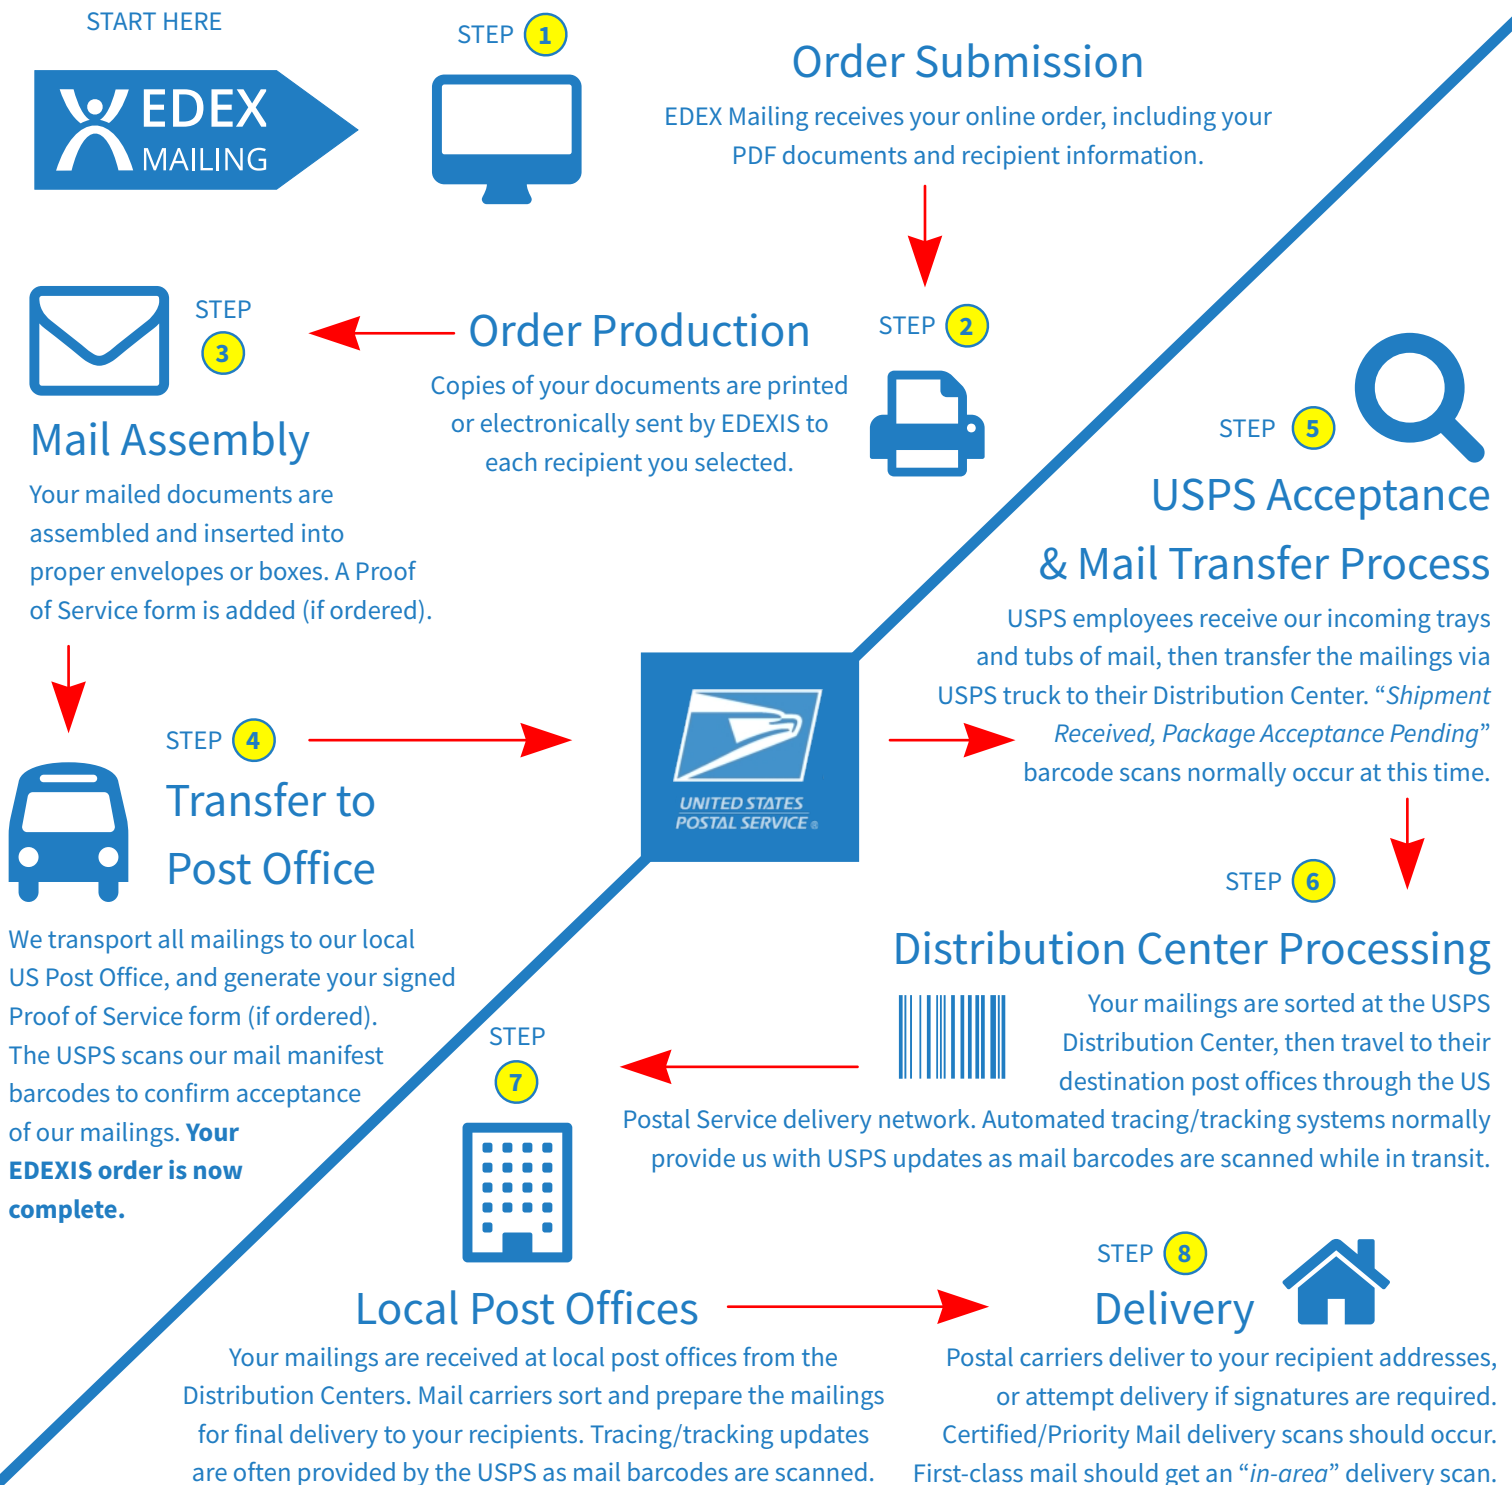 START HERE
EDEX
MAILING
STEP 1
Order Submission
EDEX Mailing receives your online order, including your
PDF documents and recipient information.
STEP 2
Order Production
Copies of your documents are printed
or electronically sent by EDEXIS to
each recipient you selected.
STEP
3
Mail Assembly
Your mailed documents are
assembled and inserted into
proper envelopes or boxes. A Proof
of Service form is added (if ordered).
STEP 4
Transfer to
Post Office
We transport all mailings to our local
US Post Office, and generate your signed
Proof of Service form (if ordered).
The USPS scans our mail manifest
barcodes to confirm acceptance
of our mailings. Your
EDEXIS order is now
complete.
UNITED STATES
POSTAL SERVICE ®
STEP 5
USPS Acceptance
& Mail Transfer Process
USPS employees receive our incoming trays
and tubs of mail, then transfer the mailings via
USPS truck to their Distribution Center. “Shipment
Received, Package Acceptance Pending”
barcode scans normally occur at this time.
STEP 6
Distribution Center Processing
Your mailings are sorted at the USPS
Distribution Center, then travel to their
destination post offices through the US
Postal Service delivery network. Automated tracing/tracking systems normally
provide us with USPS updates as mail barcodes are scanned while in transit.
STEP
7
Local Post Offices
Your mailings are received at local post offices from the
Distribution Centers. Mail carriers sort and prepare the mailings
for final delivery to your recipients. Tracing/tracking updates
are often provided by the USPS as mail barcodes are scanned.
STEP 8
Delivery
Postal carriers deliver to your recipient addresses,
or attempt delivery if signatures are required.
Certified/Priority Mail delivery scans should occur.
First-class mail should get an “in-area” delivery scan.